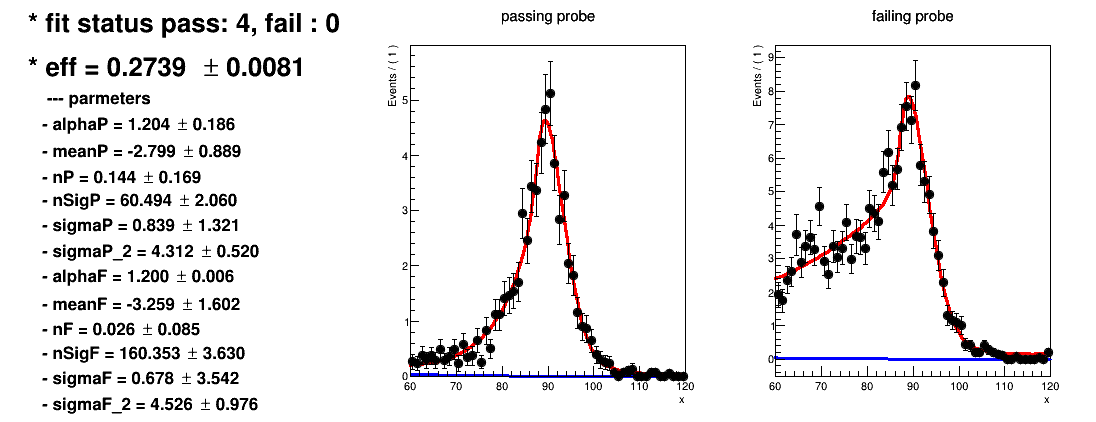 * fit status pass: 4, fail : 0
* eff = 0.2739 ± 0.0081
--- parmeters
- alphaP = 1.204 ± 0.186
- meanP = -2.799 ± 0.889
- nP = 0.144 ± 0.169
- nSigP = 60.494 ± 2.060
- sigmaP = 0.839 ± 1.321
- sigmaP_2 = 4.312 ± 0.520
- alphaF = 1.200 ± 0.006
- meanF = -3.259 ± 1.602
- nF = 0.026 ± 0.085
- nSigF = 160.353 ± 3.630
- sigmaF = 0.678 ± 3.542
- sigmaF_2 = 4.526 ± 0.976
passing probe
Events / ( 1 )
5
4
3
2
1
0
60 70 80 90 100 110 120
x
failing probe
Events / ( 1 )
9
8
7
6
5
4
3
2
1
0
60 70 80 90 100 110 120
x